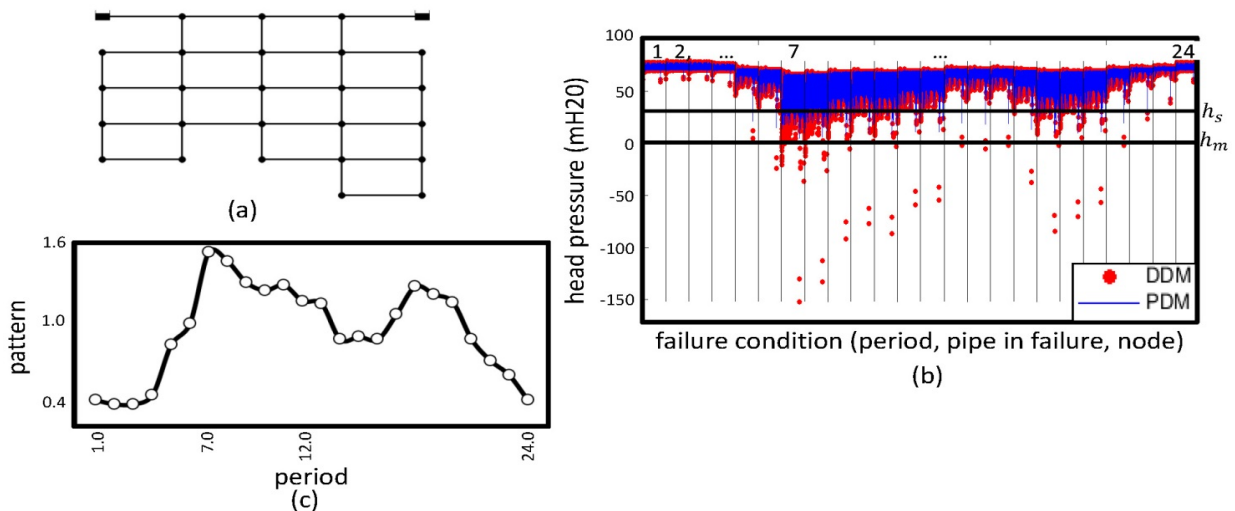 (a)
1.6
1.0
0.4
pattern
1.0
7.0
12.0
24.0
period
(c)
100
50
0
-50
-100
-150
head pressure (mH20)
1 2, ... 7 ... 24
h_s
h_m
DDM
PDM
failure condition (period, pipe in failure, node)
(b)